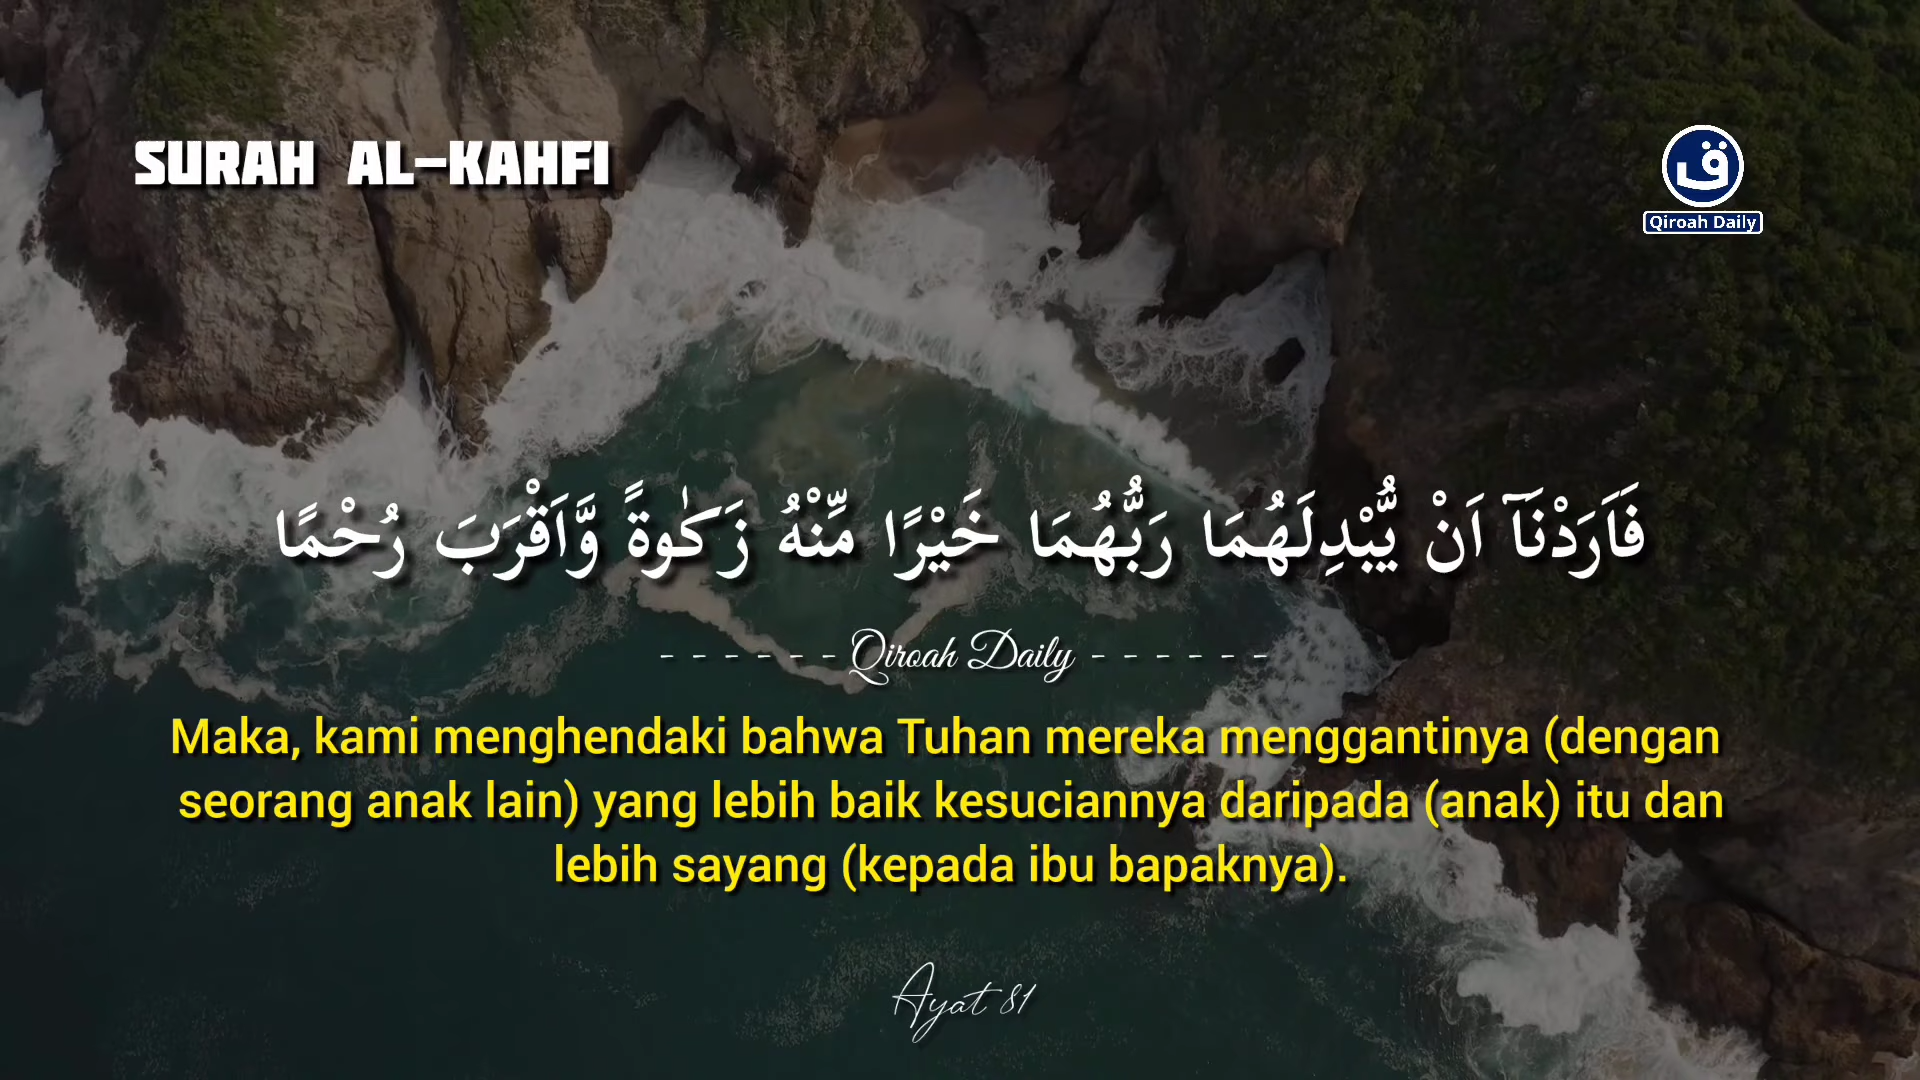 SURAH AL-KAHFI
ق
Qiroah Daily
فَاَرَدْنَآ اَنْ يُّبْدِلَهُمَا رَبُّهُمَا خَيْرًا مِّنْهُ زَكٰوةً وَّاَقْرَبَ رُحْمًا
------Qiroah Daily------
Maka, kami menghendaki bahwa Tuhan mereka menggantinya (dengan
seorang anak lain) yang lebih baik kesuciannya daripada (anak) itu dan
lebih sayang (kepada ibu bapaknya).
Ayat 81